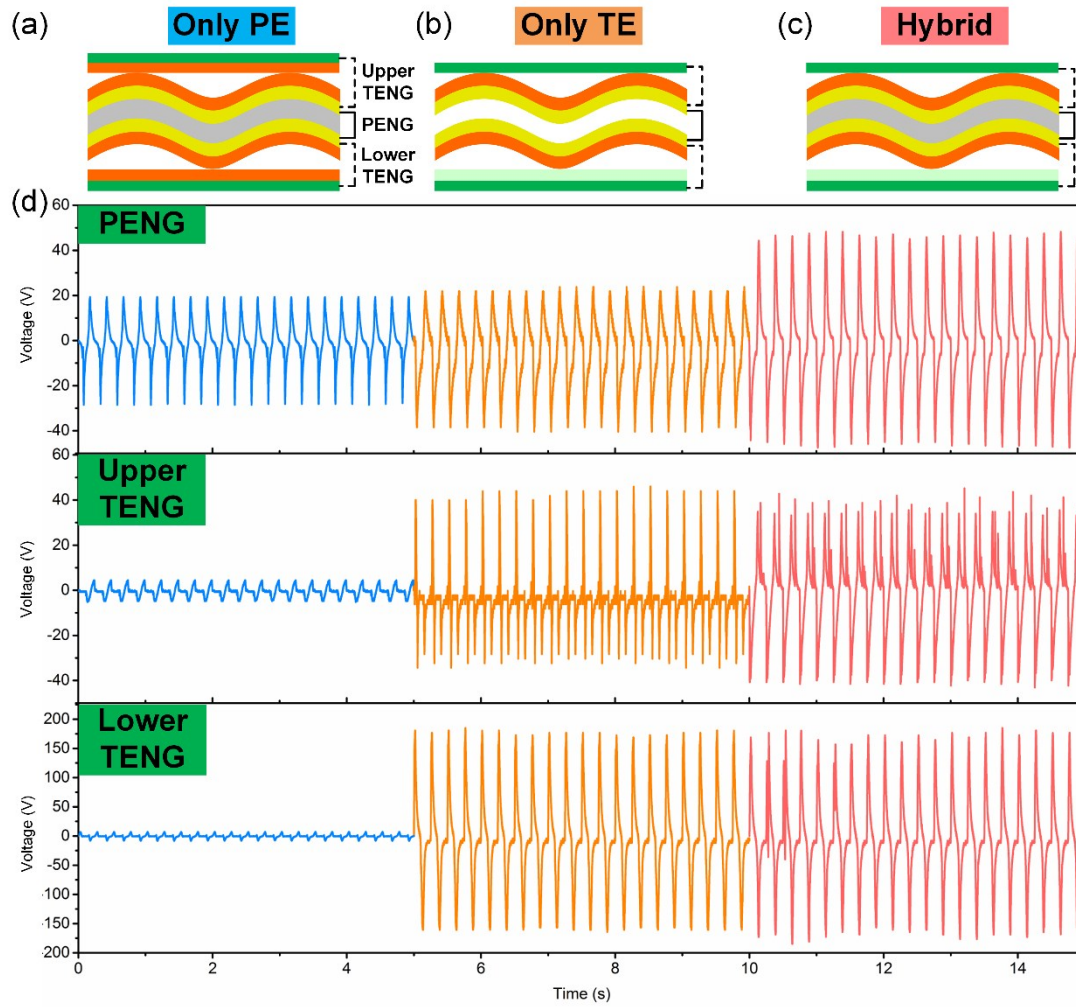 (a)
Only PE
(b)
Only TE
(c)
Hybrid
Upper
TENG
PENG
Lower
TENG
(d)
PENG
60
40
20
0
-20
-40
Voltage (V)
Upper
TENG
60
40
20
0
-20
-40
Voltage (V)
Lower
TENG
200
150
100
50
0
-50
-100
-150
-200
Voltage (V)
0 2 4 6 8 10 12 14
Time (s)